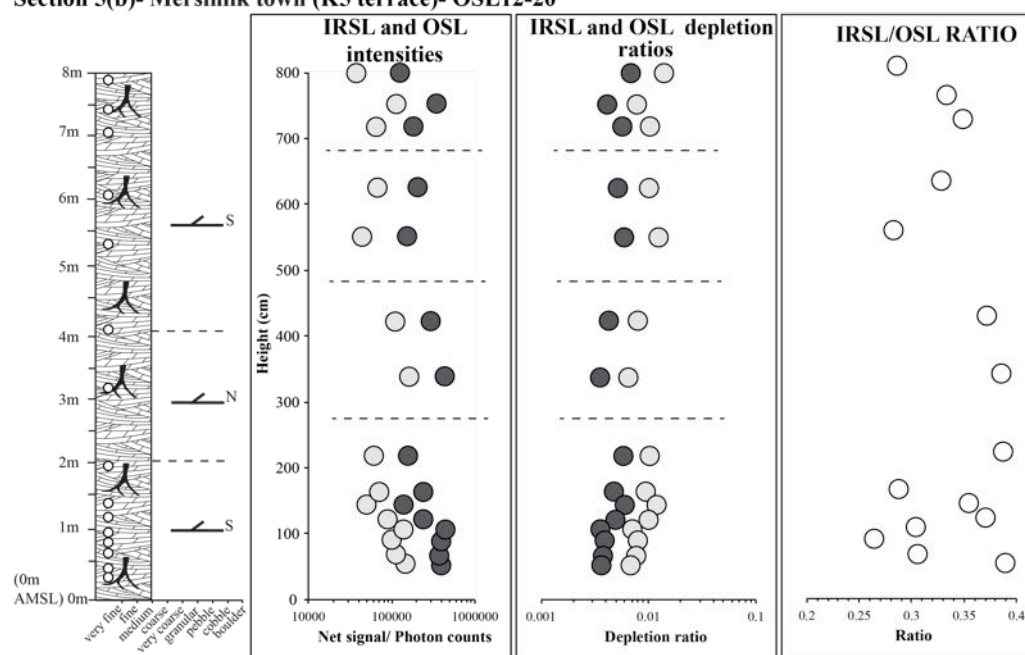 Section 5(b)- Mersinlik town (K5 terrace)- OSL12-20
IRSL and OSL
intensities
IRSL and OSL depletion
ratios
IRSL/OSL RATIO
8m
7m
6m
5m
4m
3m
2m
1m
(0m
AMSL) 0m
S
N
S
very fine
fine
medium
coarse
very coarse
granular
pebble
cobble
boulder
Height (cm)
800
700
600
500
400
300
200
100
0
10000
100000
1000000
Net signal/ Photon counts
0.001
0.01
0.1
Depletion ratio
0,2
0,25
0,3
0,35
0,4
Ratio